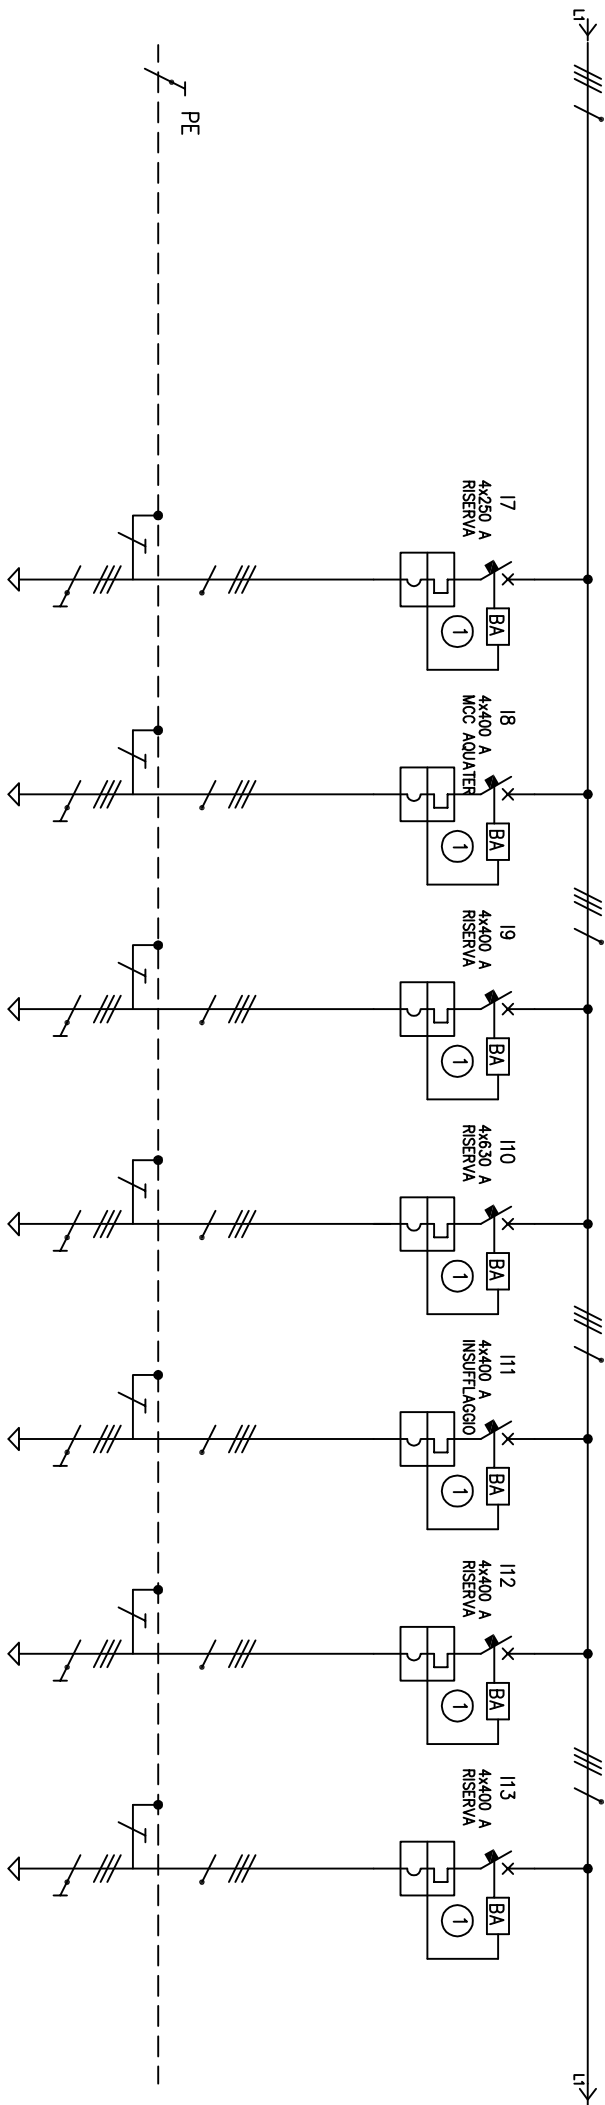 L1
PE
I7
4x250 A
RISERVA
BA
1
I8
4x400 A
MCC AQUATER
BA
1
I9
4x400 A
RISERVA
BA
1
I10
4x630 A
RISERVA
BA
1
I11
4x400 A
INSUFFLAGGIO
BA
1
I12
4x400 A
RISERVA
BA
1
I13
4x400 A
RISERVA
BA
1
L1